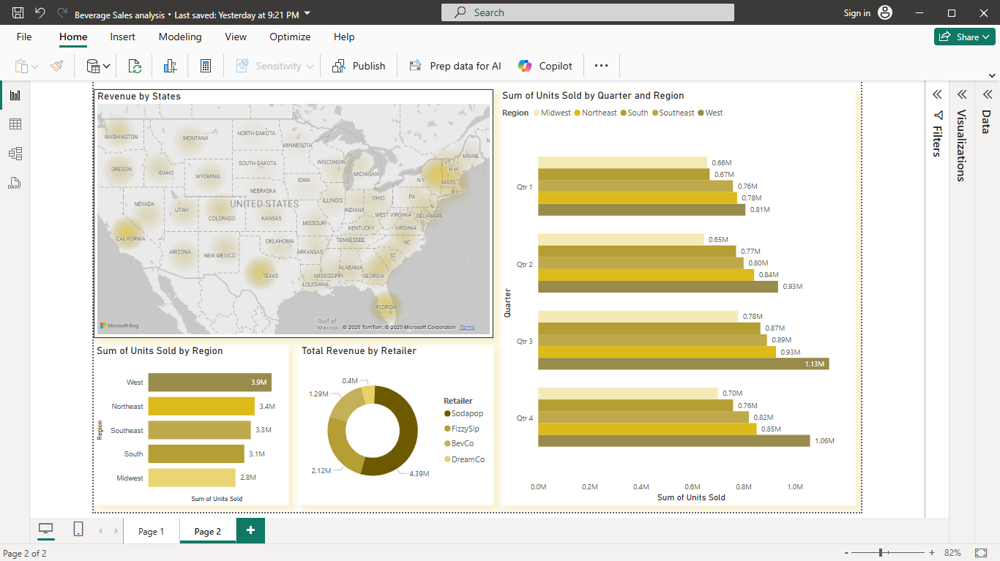 Beverage Sales analysis • Last saved: Yesterday at 9:21 PM
Search
Sign in
File Home Insert Modeling View Optimize Help
Share
Sensitivity
Publish
Prep data for AI
Copilot
Revenue by States
WASHINGTON
MONTANA
NORTH DAKOTA
MINNESOTA
MAINE
OREGON
IDAHO
SOUTH DAKOTA
WISCONSIN
MICHIGAN
VT
N.H.
WYOMING
IOWA
N.Y.
MASS.
NEBRASKA
R.I.
NEVADA
UTAH
COLORADO
UNITED STATES
KANSAS
ILLINOIS
INDIANA
OHIO
PA
N.J.
MISSOURI
WEST VIRGINIA
DELAWARE
KENTUCKY
VIRGINIA
CALIFORNIA
ARIZONA
NEW MEXICO
OKLAHOMA
ARKANSAS
TENNESSEE
NC
SC
TEXAS
LOUISIANA
MISSISSIPPI
ALABAMA
GEORGIA
FLORIDA
Gulf of
Mexico
Microsoft Bing
© 2025 TomTom, © 2025 Microsoft Corporation Terms
Sum of Units Sold by Region
Region
West 3.9M
Northeast 3.4M
Southeast 3.3M
South 3.1M
Midwest 2.8M
Sum of Units Sold
Total Revenue by Retailer
0.4M
1.29M
2.12M
4.39M
Retailer
Sodapop
FizzySip
BevCo
DreamCo
Sum of Units Sold by Quarter and Region
Region Midwest Northeast South Southeast West
Quarter
Qtr 1
0.66M
0.67M
0.76M
0.78M
0.81M
Qtr 2
0.65M
0.77M
0.80M
0.84M
0.93M
Qtr 3
0.78M
0.87M
0.89M
0.93M
1.13M
Qtr 4
0.70M
0.76M
0.82M
0.85M
1.06M
0.0M 0.2M 0.4M 0.6M 0.8M 1.0M
Sum of Units Sold
Filters
Visualizations
Data
DAX
Page 1
Page 2
+
Page 2 of 2
- + 82%